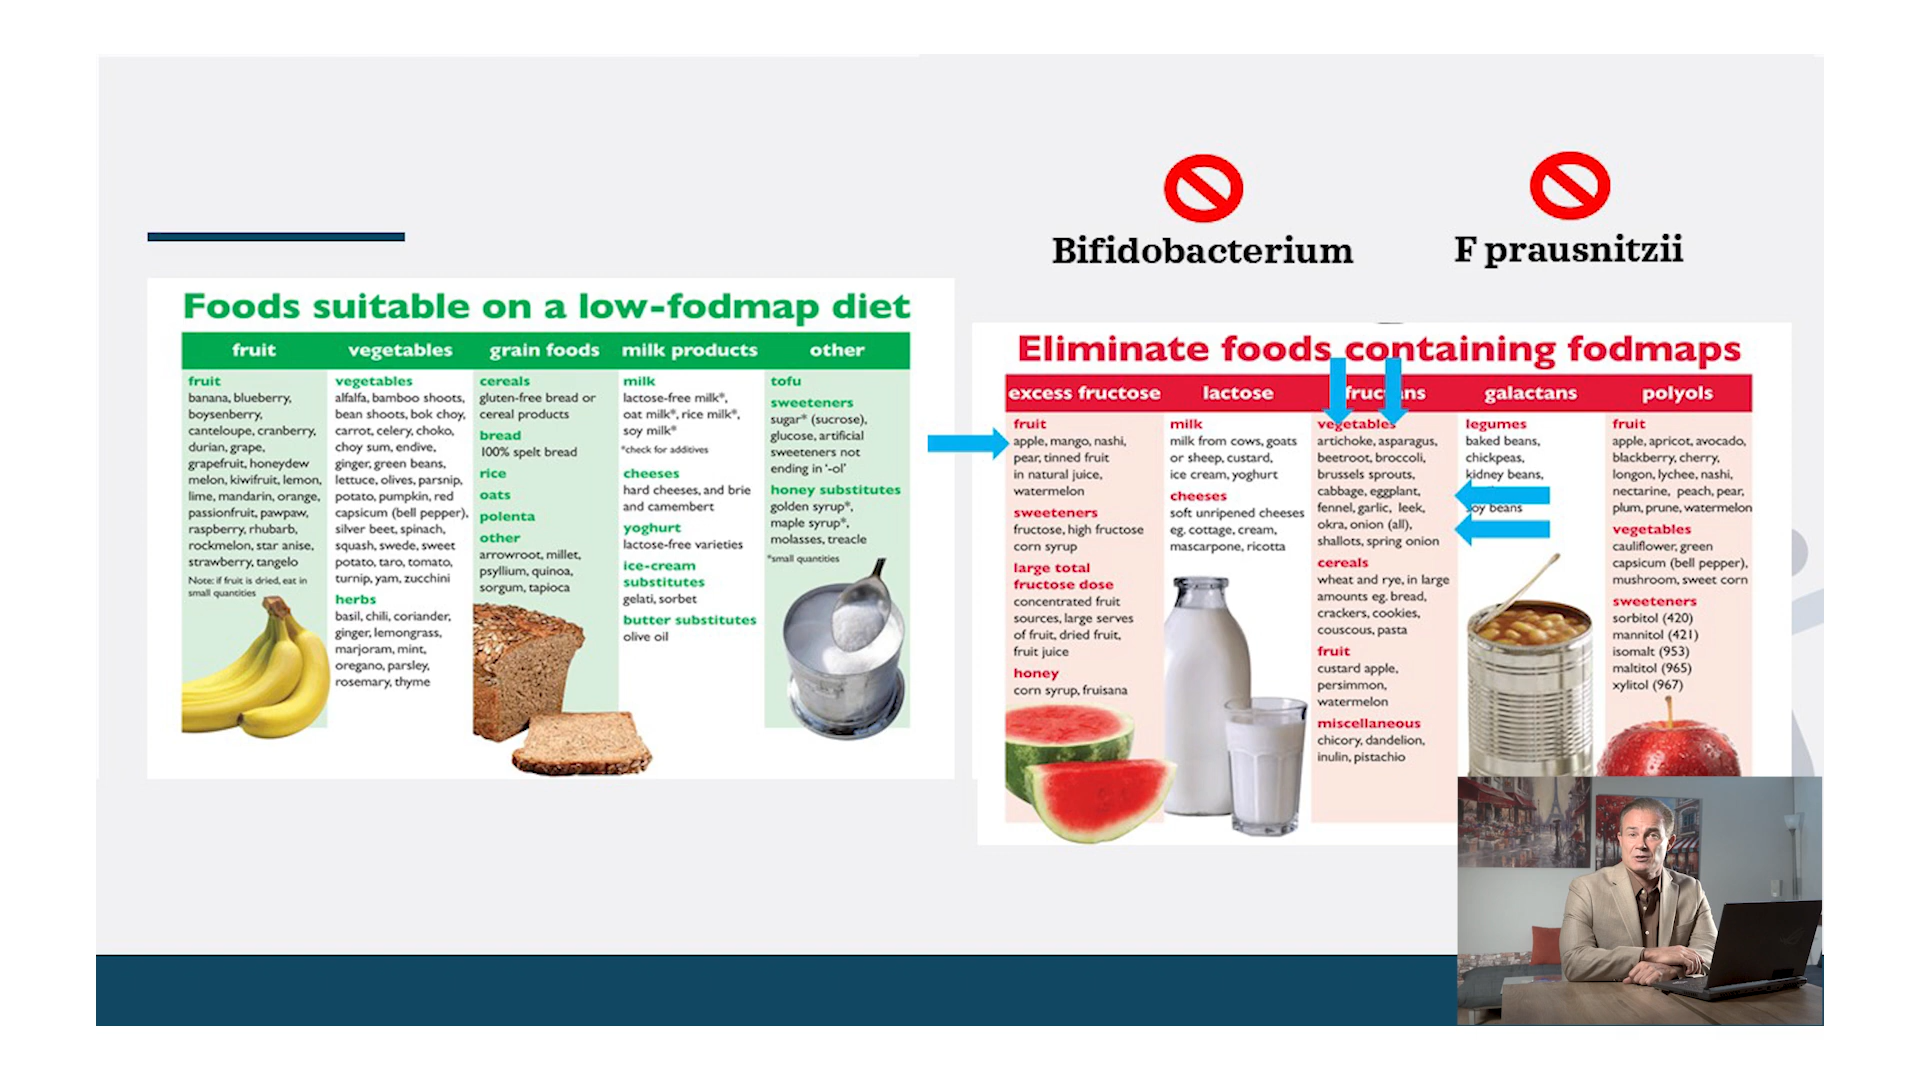 Bifidobacterium
F prausnitzii
Foods suitable on a low-fodmap diet
fruit
vegetables
grain foods
milk products
other
fruit
banana, blueberry,
boysenberry,
canteloupe, cranberry,
durian, grape,
grapefruit, honeydew
melon, kiwifruit, lemon,
lime, mandarin, orange,
passionfruit, pawpaw,
raspberry, rhubarb,
rockmelon, star anise,
strawberry, tangelo
Note: if fruit is dried, eat in
small quantities
vegetables
alfalfa, bamboo shoots,
bean shoots, bok choy,
carrot, celery, choko,
choy sum, endive,
ginger, green beans,
lettuce, olives, parsnip,
potato, pumpkin, red
capsicum (bell pepper),
silver beet, spinach,
squash, swede, sweet
potato, taro, tomato,
turnip, yam, zucchini
herbs
basil, chili, coriander,
ginger, lemongrass,
marjoram, mint,
oregano, parsley,
rosemary, thyme
cereals
gluten-free bread or
cereal products
bread
100% spelt bread
rice
oats
polenta
other
arrowroot, millet,
psyllium, quinoa,
sorgum, tapioca
milk
lactose-free milk*,
oat milk*, rice milk*,
soy milk*
*check for additives
cheeses
hard cheeses, and brie
and camembert
yoghurt
lactose-free varieties
ice-cream
substitutes
gelati, sorbet
butter substitutes
olive oil
tofu
sweeteners
sugar* (sucrose),
glucose, artificial
sweeteners not
ending in '-ol'
honey substitutes
golden syrup*,
maple syrup*,
molasses, treacle
*small quantities
Eliminate foods containing fodmaps
excess fructose
lactose
galactans
polyols
fruit
apple, mango, nashi,
pear, tinned fruit
in natural juice,
watermelon
sweeteners
fructose, high fructose
corn syrup
large total
fructose dose
concentrated fruit
sources, large serves
of fruit, dried fruit,
fruit juice
honey
corn syrup, fruisana
milk
milk from cows, goats
or sheep, custard,
ice cream, yoghurt
cheeses
soft unripened cheeses
eg. cottage, cream,
mascarpone, ricotta
vegetables
artichoke, asparagus,
beetroot, broccoli,
brussels sprouts,
cabbage, eggplant,
fennel, garlic, leek,
okra, onion (all),
shallots, spring onion
cereals
wheat and rye, in large
amounts eg. bread,
crackers, cookies,
couscous, pasta
fruit
custard apple,
persimmon,
watermelon
miscellaneous
chicory, dandelion,
inulin, pistachio
legumes
baked beans,
chickpeas,
kidney beans,
soy beans
fruit
apple, apricot, avocado,
blackberry, cherry,
longon, lychee, nashi,
nectarine, peach, pear,
plum, prune, watermelon
vegetables
cauliflower, green
capsicum (bell pepper),
mushroom, sweet corn
sweeteners
sorbitol (420)
mannitol (421)
isomalt (953)
maltitol (965)
xylitol (967)